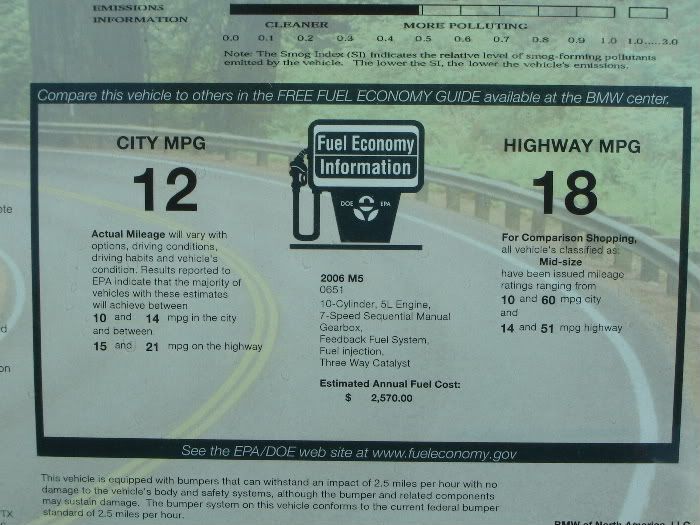 EMISSIONS
INFORMATION
CLEANER MORE POLLUTING
0.0 0.1 0.2 0.3 0.4 0.5 0.6 0.7 0.8 0.9 1.0 1.0.....3.0
Note: The Smog Index (SI) indicates the relative level of smog-forming pollutants
emitted by the vehicle. The lower the SI, the lower the vehicle's emissions.
Compare this vehicle to others in the FREE FUEL ECONOMY GUIDE available at the BMW center.
CITY MPG
12
Actual Mileage will vary with
options, driving conditions,
driving habits and vehicle's
condition. Results reported to
EPA indicate that the majority of
vehicles with these estimates
will achieve between
10 and 14 mpg in the city
and between
15 and 21 mpg on the highway
Fuel Economy
Information
DOE EPA
2006 M5
0651
10-Cylinder, 5L Engine,
7-Speed Sequential Manual
Gearbox,
Feedback Fuel System,
Fuel injection,
Three Way Catalyst
Estimated Annual Fuel Cost:
$ 2,570.00
HIGHWAY MPG
18
For Comparison Shopping,
all vehicle's classified as
Mid-size
have been issued mileage
ratings ranging from
10 and 60 mpg city
and
14 and 51 mpg highway
See the EPA/DOE web site at www.fueleconomy.gov
This vehicle is equipped with bumpers that can withstand an impact of 2.5 miles per hour with no
damage to the vehicle's body and safety systems, although the bumper and related components
may sustain damage. The bumper system on this vehicle conforms to the current federal bumper
standard of 2.5 miles per hour.
TX
BMW of North America, LLC